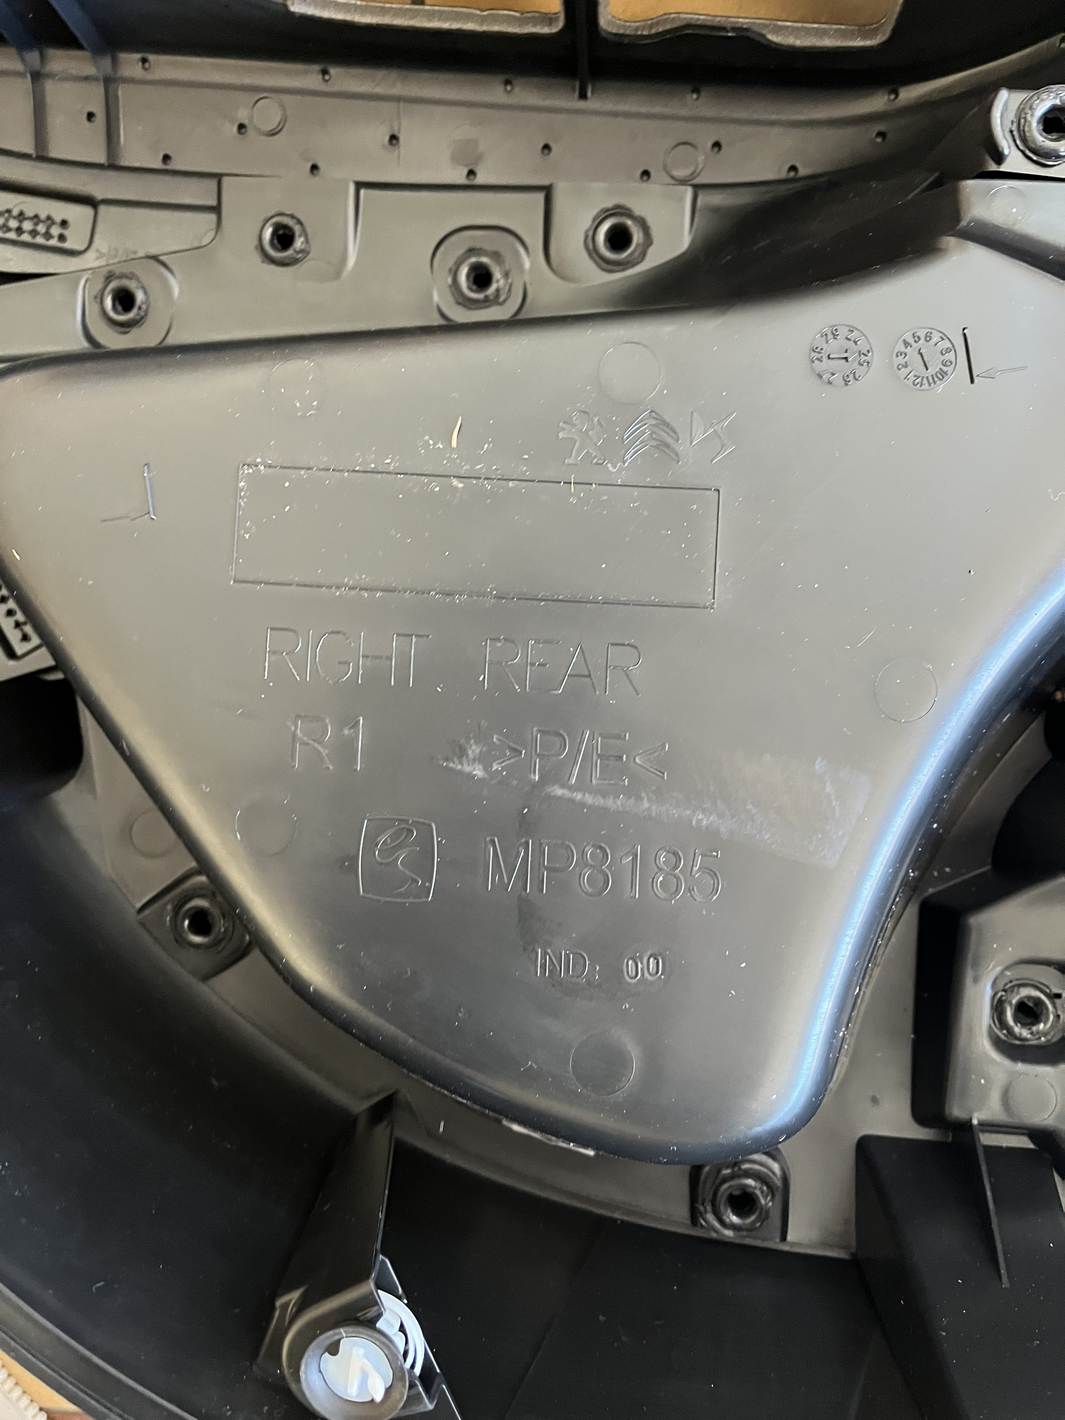 RIGHT REAR
R1 >P/E<
MP8185
IND: 00